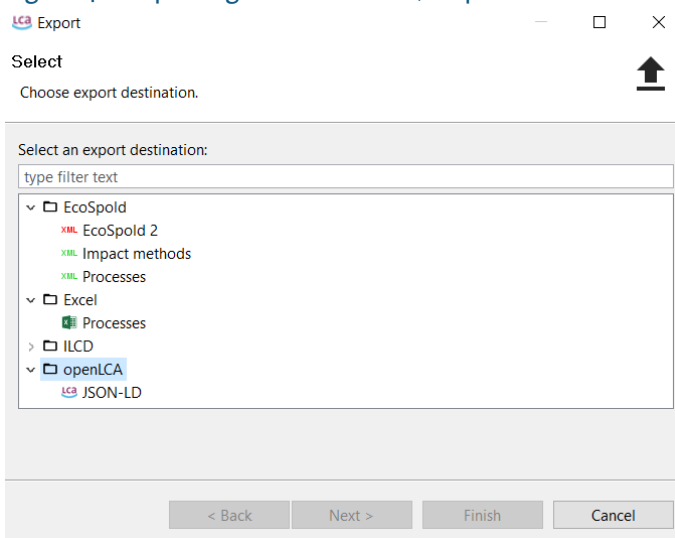 Export
Select
Choose export destination.
Select an export destination:
type filter text
EcoSpold
XML EcoSpold 2
XML Impact methods
XML Processes
Excel
Processes
ILCD
openLCA
LCA JSON-LD
< Back Next > Finish Cancel